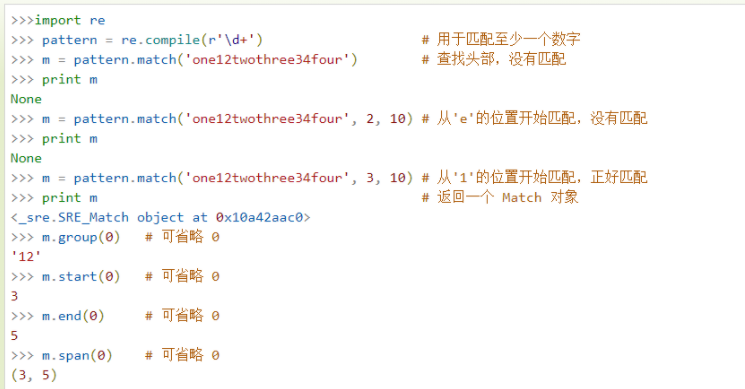 >>>import re
>>> pattern = re.compile(r'\d+')                    # 用于匹配至少一个数字
>>> m = pattern.match('one12twothree34four')        # 查找头部，没有匹配
>>> print m
None
>>> m = pattern.match('one12twothree34four', 2, 10) # 从'e'的位置开始匹配，没有匹配
>>> print m
None
>>> m = pattern.match('one12twothree34four', 3, 10) # 从'1'的位置开始匹配，正好匹配
>>> print m                                         # 返回一个 Match 对象
<_sre.SRE_Match object at 0x10a42aac0>
>>> m.group(0)   # 可省略 0
'12'
>>> m.start(0)   # 可省略 0
3
>>> m.end(0)     # 可省略 0
5
>>> m.span(0)    # 可省略 0
(3, 5)